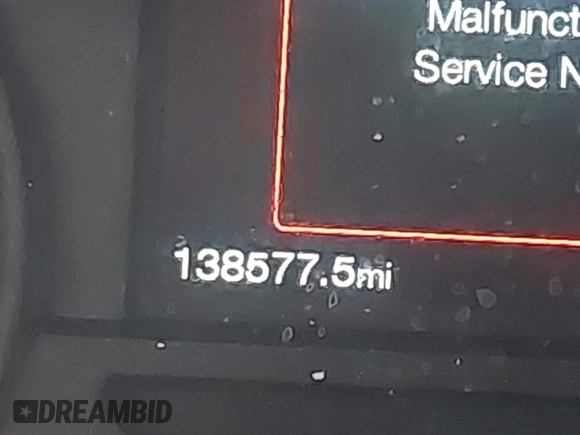 Malfunct
Service N
138577.5mi
DREAMBID